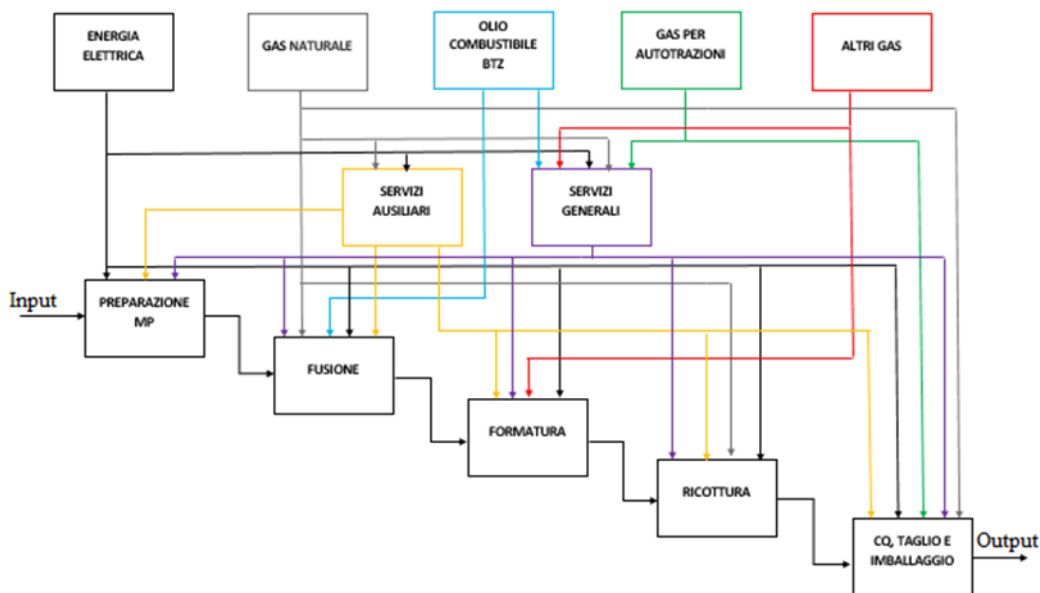 ENERGIA
ELETTRICA
GAS NATURALE
OLIO
COMBUSTIBILE
BTZ
GAS PER
AUTOTRAZIONI
ALTRI GAS
SERVIZI
AUSILIARI
SERVIZI
GENERALI
Input
PREPARAZIONE
MP
FUSIONE
FORMATURA
RICOTTURA
CQ, TAGLIO E
IMBALLAGGIO
Output